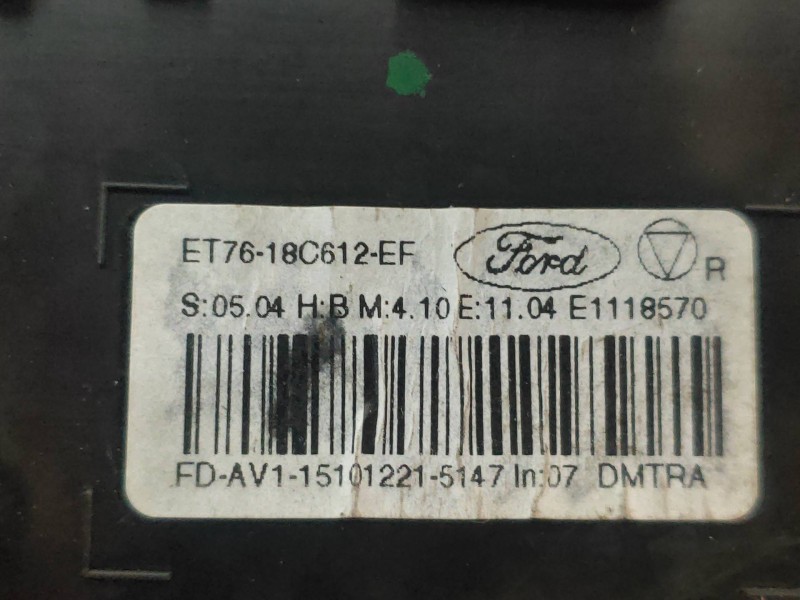 ET76-18C612-EF Ford R
S:05.04 H:B M:4.10 E:11.04 E1118570
FD-AV1-15101221-5147 In:07 DMTRA